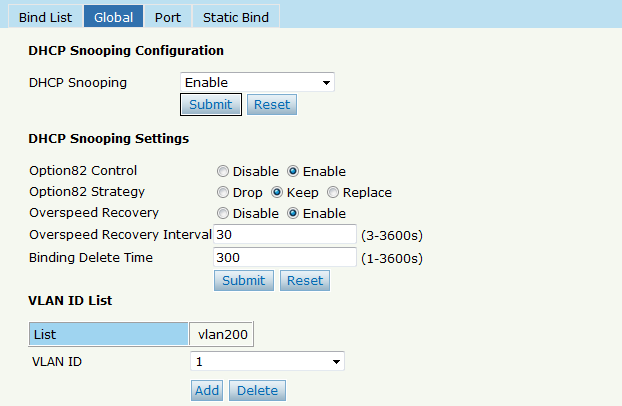 Bind List Global Port Static Bind
DHCP Snooping Configuration
DHCP Snooping Enable
Submit Reset
DHCP Snooping Settings
Option82 Control Disable Enable
Option82 Strategy Drop Keep Replace
Overspeed Recovery Disable Enable
Overspeed Recovery Interval 30 (3-3600s)
Binding Delete Time 300 (1-3600s)
Submit Reset
VLAN ID List
List vlan200
VLAN ID 1
Add Delete